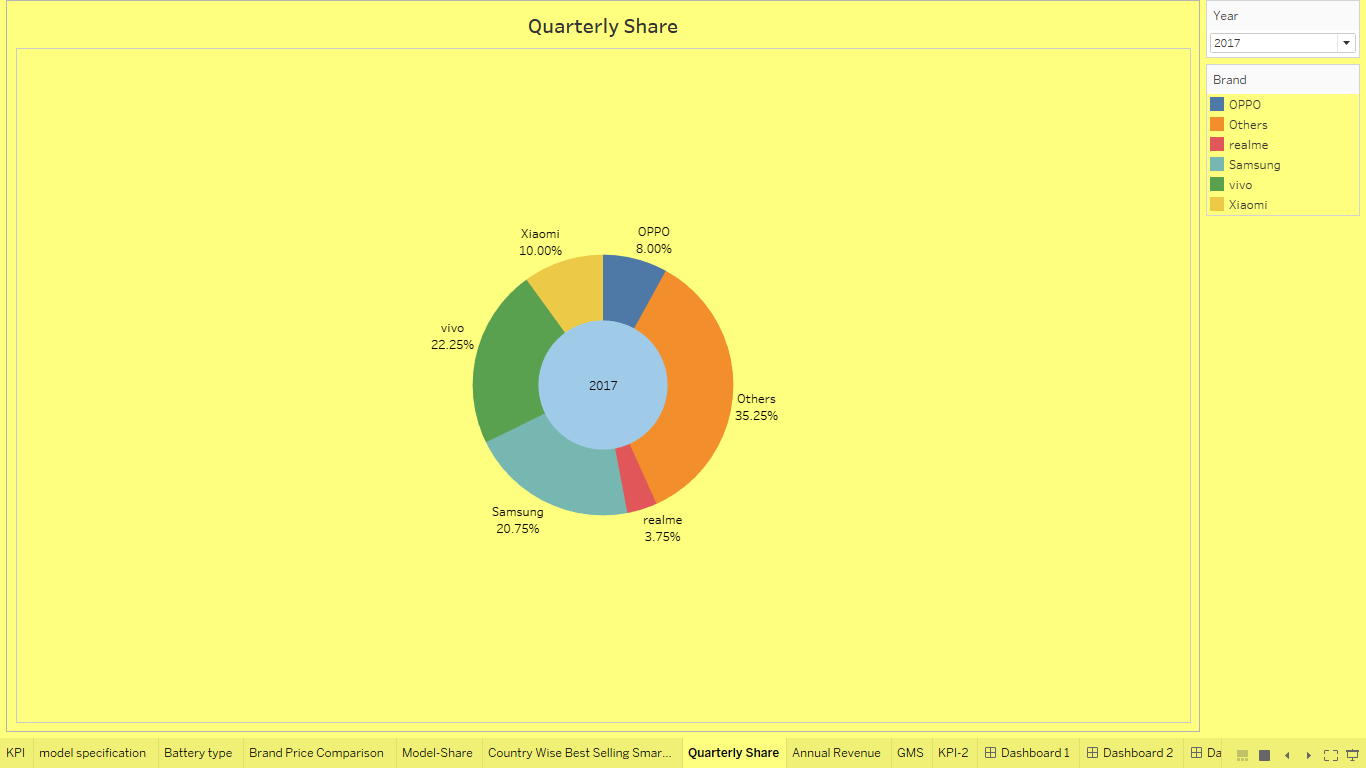 Quarterly Share
Year
2017
Brand
OPPO
Others
realme
Samsung
vivo
Xiaomi
Xiaomi
10.00%
OPPO
8.00%
vivo
22.25%
2017
Others
35.25%
Samsung
20.75%
realme
3.75%
KPI model specification Battery type Brand Price Comparison Model-Share Country Wise Best Selling Smar... Quarterly Share Annual Revenue GMS KPI-2 Dashboard 1 Dashboard 2 Da